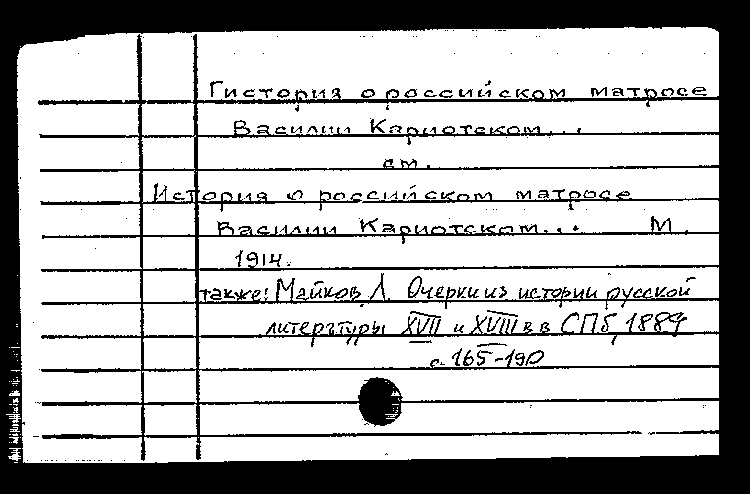 Гистория о российском матросе
Василии Кариотском...
см.
История о российском матросе
Василии Кариотском... М.
1914.
также: Майков Л. Очерки из истории русской
литературы XVII и XVIII вв СПб, 1889
с. 165-190